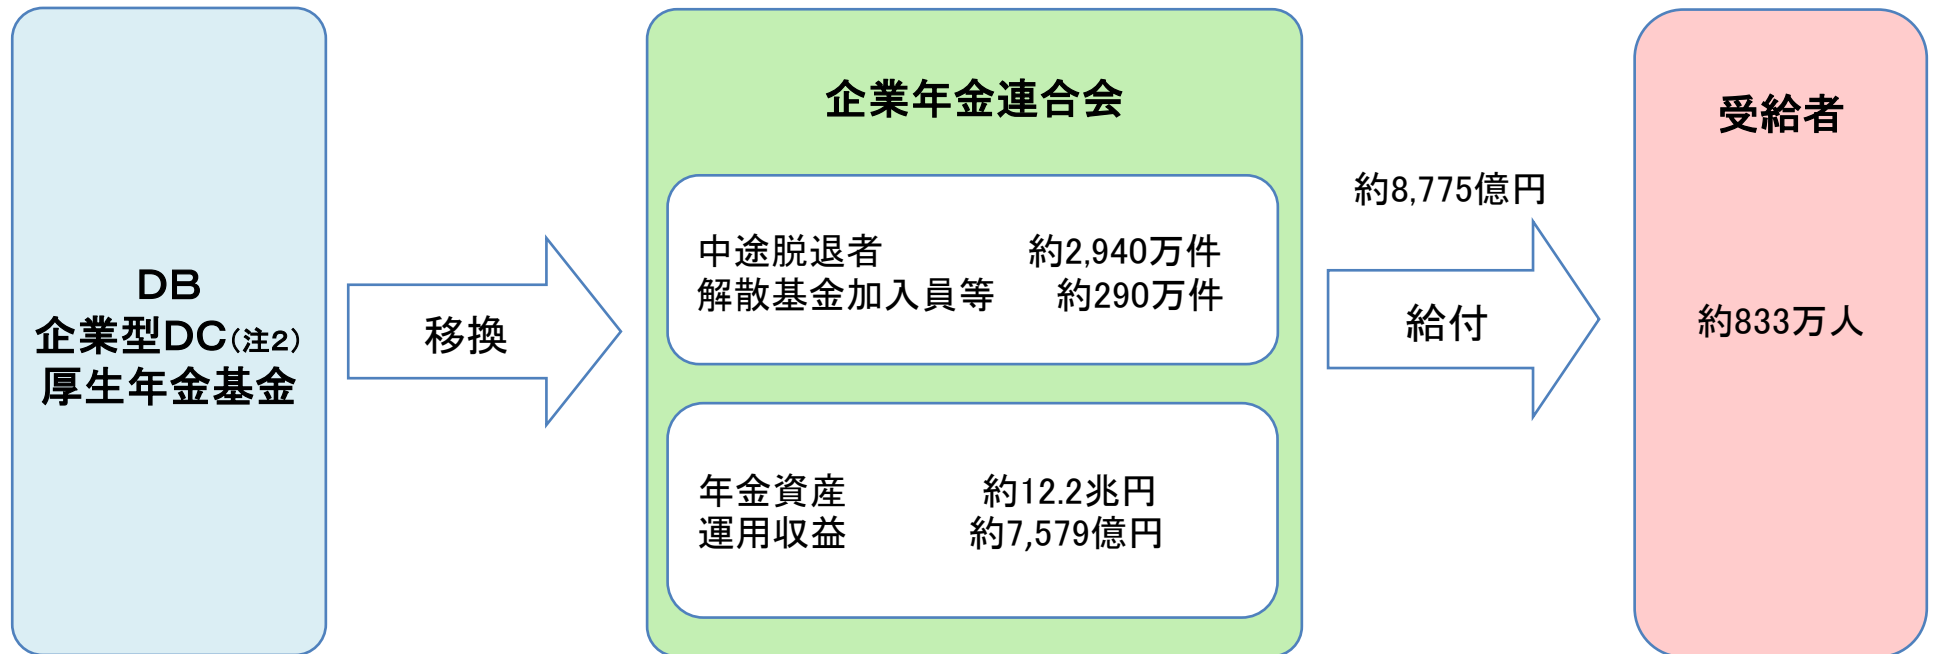 DB
企業型DC(注2)
厚生年金基金
移換
企業年金連合会
中途脱退者 約2,940万件
解散基金加入員等 約290万件
年金資産 約12.2兆円
運用収益 約7,579億円
約8,775億円
給付
受給者
約833万人